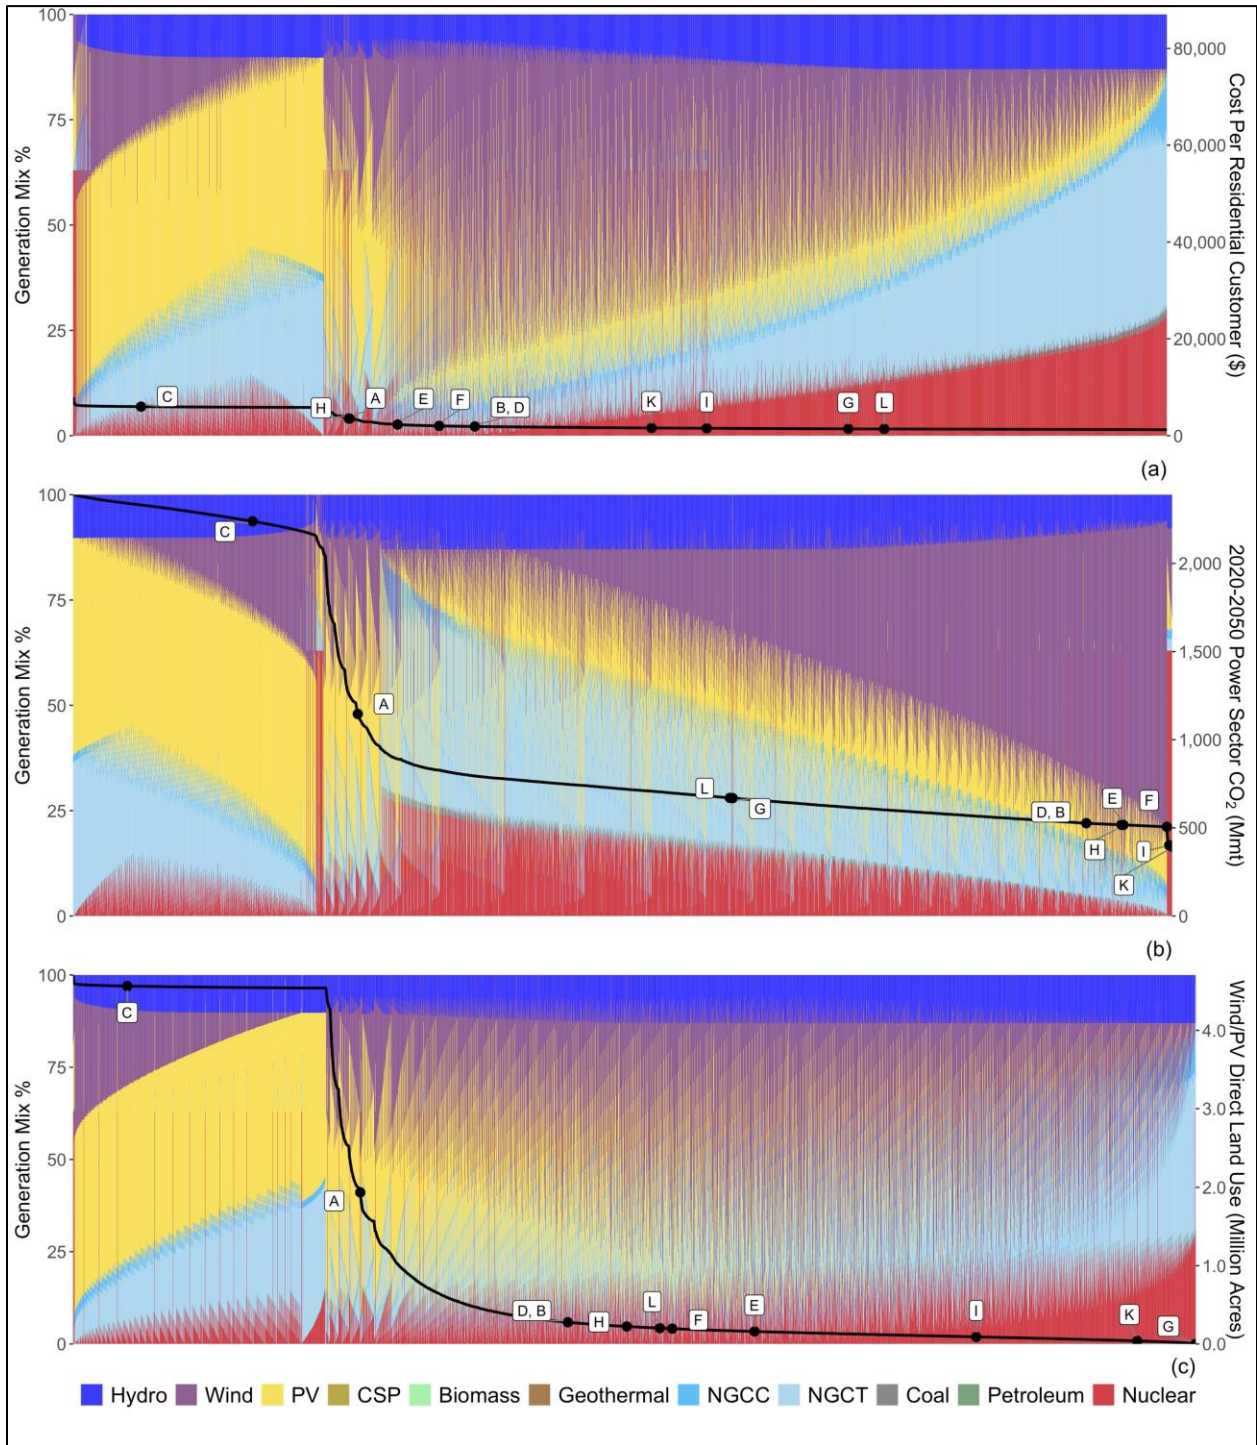 100
75
50
25
0
Generation Mix %
80,000
60,000
40,000
20,000
0
Cost Per Residential Customer ($)
C
H
A
E
F
B, D
K
I
G
L
(a)
100
75
50
25
0
Generation Mix %
2,000
1,500
1,000
500
0
2020-2050 Power Sector CO₂ (Mmt)
C
A
L
G
D, B
E
F
H
I
K
(b)
100
75
50
25
0
Generation Mix %
4.0
3.0
2.0
1.0
0.0
Wind/PV Direct Land Use (Million Acres)
C
A
D, B
H
L
F
E
I
K
G
(c)
Hydro Wind PV CSP Biomass Geothermal NGCC NGCT Coal Petroleum Nuclear